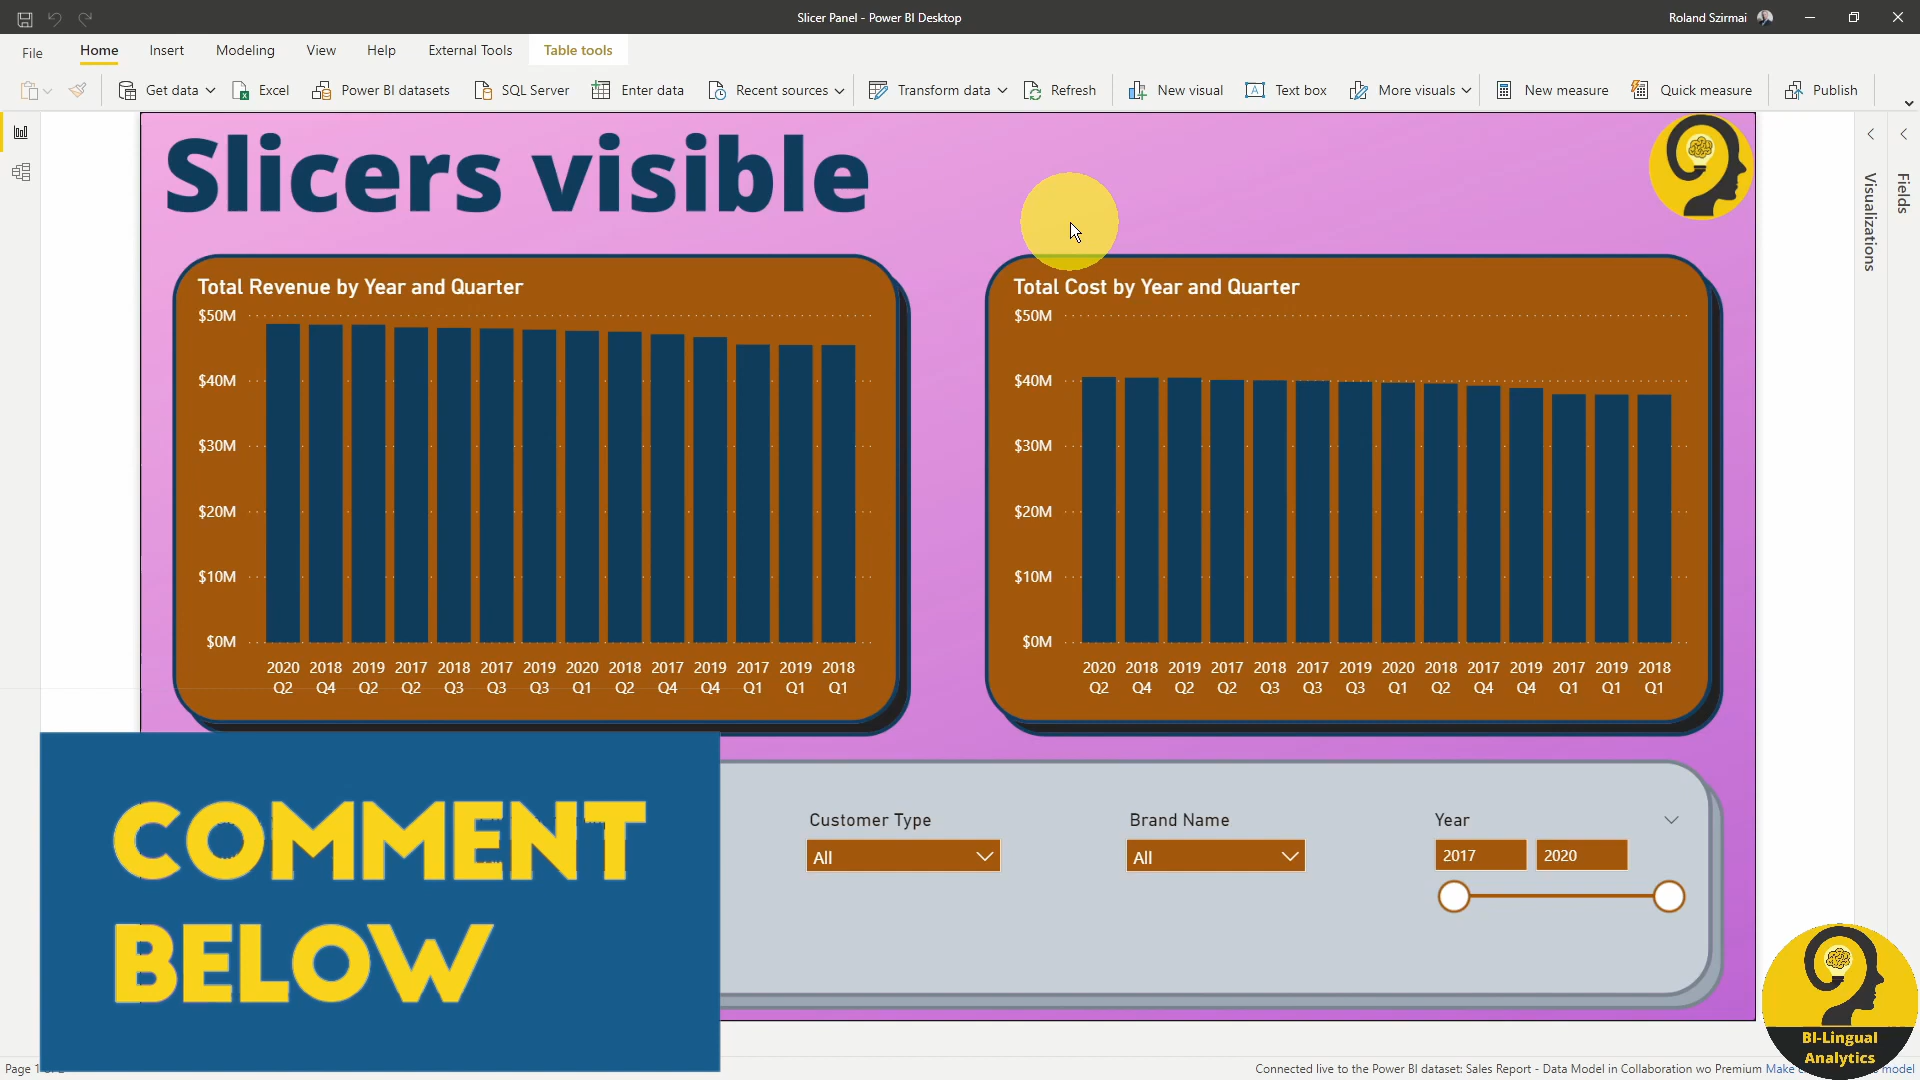 Slicer Panel - Power BI Desktop
Roland Szirmai
File Home Insert Modeling View Help External Tools Table tools
Get data Excel Power BI datasets SQL Server Enter data Recent sources Transform data Refresh New visual Text box More visuals New measure Quick measure Publish
Slicers visible
Visualizations
Fields
Total Revenue by Year and Quarter
$50M
$40M
$30M
$20M
$10M
$0M
2020 2018 2019 2017 2018 2017 2019 2020 2018 2017 2019 2017 2019 2018
Q2 Q4 Q2 Q2 Q3 Q3 Q3 Q1 Q2 Q4 Q4 Q1 Q1 Q1
Total Cost by Year and Quarter
$50M
$40M
$30M
$20M
$10M
$0M
2020 2018 2019 2017 2018 2017 2019 2020 2018 2017 2019 2017 2019 2018
Q2 Q4 Q2 Q2 Q3 Q3 Q3 Q1 Q2 Q4 Q4 Q1 Q1 Q1
COMMENT
BELOW
Customer Type
All
Brand Name
All
Year
2017 2020
BI-Lingual
Analytics
Page 1
Connected live to the Power BI dataset: Sales Report - Data Model in Collaboration wo Premium Make model